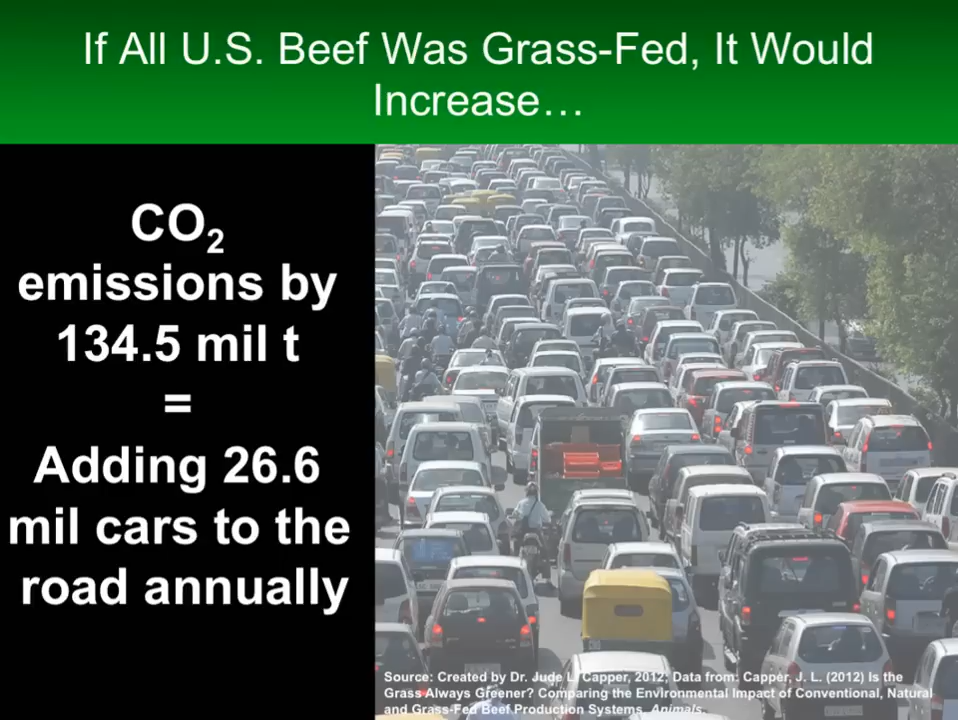 If All U.S. Beef Was Grass-Fed, It Would
Increase…
CO₂
emissions by
134.5 mil t
=
Adding 26.6
mil cars to the
road annually
Source: Created by Dr. Jude L. Capper, 2012; Data from: Capper, J. L. (2012) Is the
Grass Always Greener? Comparing the Environmental Impact of Conventional, Natural
and Grass-Fed Beef Production Systems. Animals.